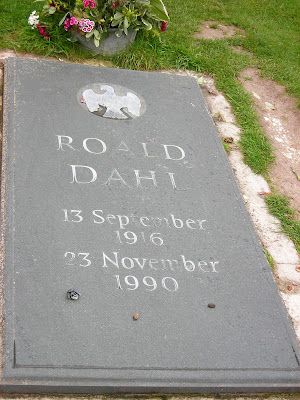 ROALD
DAHL
13 September
1916
23 November
1990